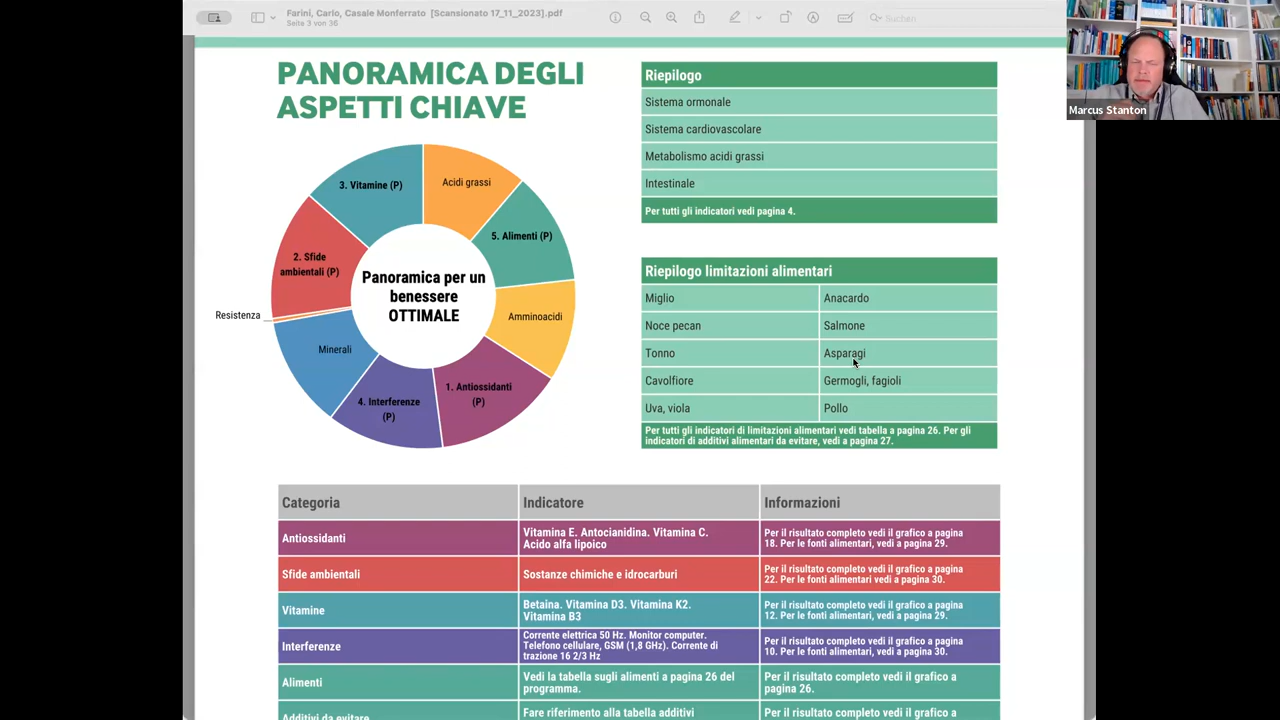 Farini, Carlo, Casale Monferrato [Scansionato 17_11_2023].pdf
Seite 3 von 36
Suchen
Marcus Stanton
PANORAMICA DEGLI
ASPETTI CHIAVE
3. Vitamine (P)
Acidi grassi
5. Alimenti (P)
2. Sfide
ambientali (P)
Panoramica per un
benessere
OTTIMALE
Resistenza
Amminoacidi
Minerali
4. Interferenze
(P)
1. Antiossidanti
(P)
Riepilogo
Sistema ormonale
Sistema cardiovascolare
Metabolismo acidi grassi
Intestinale
Per tutti gli indicatori vedi pagina 4.
Riepilogo limitazioni alimentari
Miglio Anacardo
Noce pecan Salmone
Tonno Asparagi
Cavolfiore Germogli, fagioli
Uva, viola Pollo
Per tutti gli indicatori di limitazioni alimentari vedi tabella a pagina 26. Per gli
indicatori di additivi alimentari da evitare, vedi a pagina 27.
Categoria Indicatore Informazioni
Antiossidanti
Vitamina E. Antocianidina. Vitamina C.
Acido alfa lipoico
Per il risultato completo vedi il grafico a pagina
18. Per le fonti alimentari, vedi a pagina 29.
Sfide ambientali
Sostanze chimiche e idrocarburi
Per il risultato completo vedi il grafico a pagina
22. Per le fonti alimentari vedi a pagina 30.
Vitamine
Betaina. Vitamina D3. Vitamina K2.
Vitamina B3
Per il risultato completo vedi il grafico a pagina
12. Per le fonti alimentari, vedi a pagina 29.
Interferenze
Corrente elettrica 50 Hz. Monitor computer.
Telefono cellulare, GSM (1,8 GHz). Corrente di
trazione 16 2/3 Hz
Per il risultato completo vedi il grafico a pagina
10. Per le fonti alimentari, vedi a pagina 30.
Alimenti
Vedi la tabella sugli alimenti a pagina 26 del
programma.
Per il risultato completo vedi il grafico a
pagina 26.
Additivi da evitare
Fare riferimento alla tabella additivi
Per il risultato completo vedi il grafico a